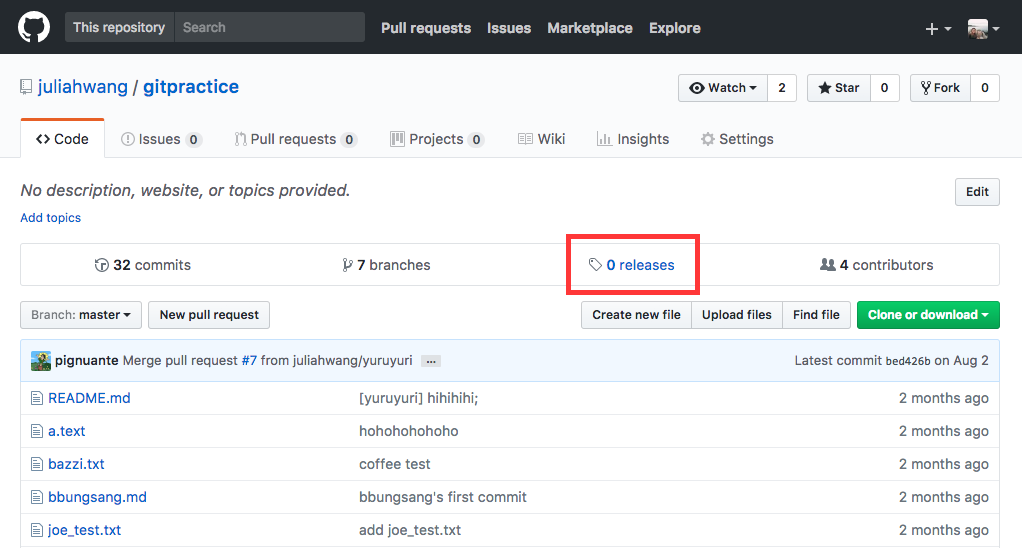 This repository Search Pull requests Issues Marketplace Explore
juliahwang / gitpractice Watch 2 Star 0 Fork 0
Code Issues 0 Pull requests 0 Projects 0 Wiki Insights Settings
No description, website, or topics provided. Edit
Add topics
32 commits 7 branches 0 releases 4 contributors
Branch: master New pull request Create new file Upload files Find file Clone or download
pignuante Merge pull request #7 from juliahwang/yuruyuri ... Latest commit bed426b on Aug 2
README.md [yuruyuri] hihihihi; 2 months ago
a.text hohohohohoho 2 months ago
bazzi.txt coffee test 2 months ago
bbungsang.md bbungsang's first commit 2 months ago
joe_test.txt add joe_test.txt 2 months ago